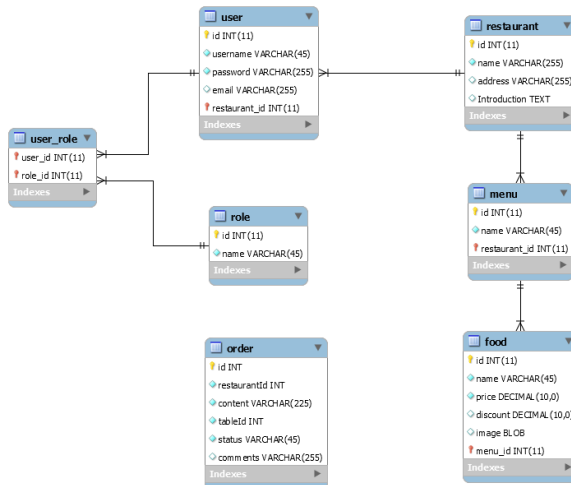 user
id INT(11)
username VARCHAR(45)
password VARCHAR(255)
email VARCHAR(255)
restaurant_id INT(11)
Indexes
restaurant
id INT(11)
name VARCHAR(255)
address VARCHAR(255)
Introduction TEXT
Indexes
user_role
user_id INT(11)
role_id INT(11)
Indexes
role
id INT(11)
name VARCHAR(45)
Indexes
menu
id INT(11)
name VARCHAR(45)
restaurant_id INT(11)
Indexes
order
id INT
restaurantId INT
content VARCHAR(225)
tableId INT
status VARCHAR(45)
comments VARCHAR(255)
Indexes
food
id INT(11)
name VARCHAR(45)
price DECIMAL(10,0)
discount DECIMAL(10,0)
image BLOB
menu_id INT(11)
Indexes